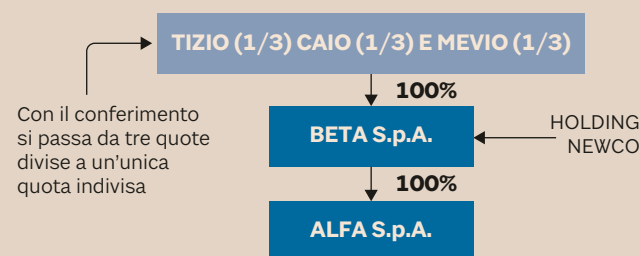 TIZIO (1/3) CAIO (1/3) E MEVIO (1/3)
100%
Con il conferimento
si passa da tre quote
divise a un'unica
quota indivisa
BETA S.p.A.
HOLDING
NEWCO
100%
ALFA S.p.A.